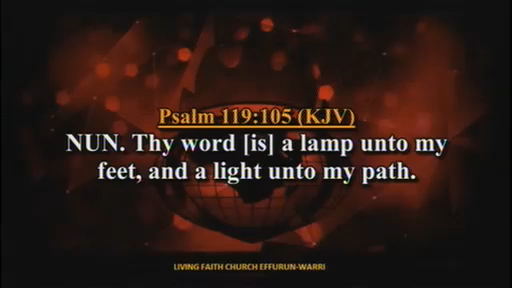 Psalm 119:105 (KJV)
NUN. Thy word [is] a lamp unto my
feet, and a light unto my path.
LIVING FAITH CHURCH EFFURUN-WARRI